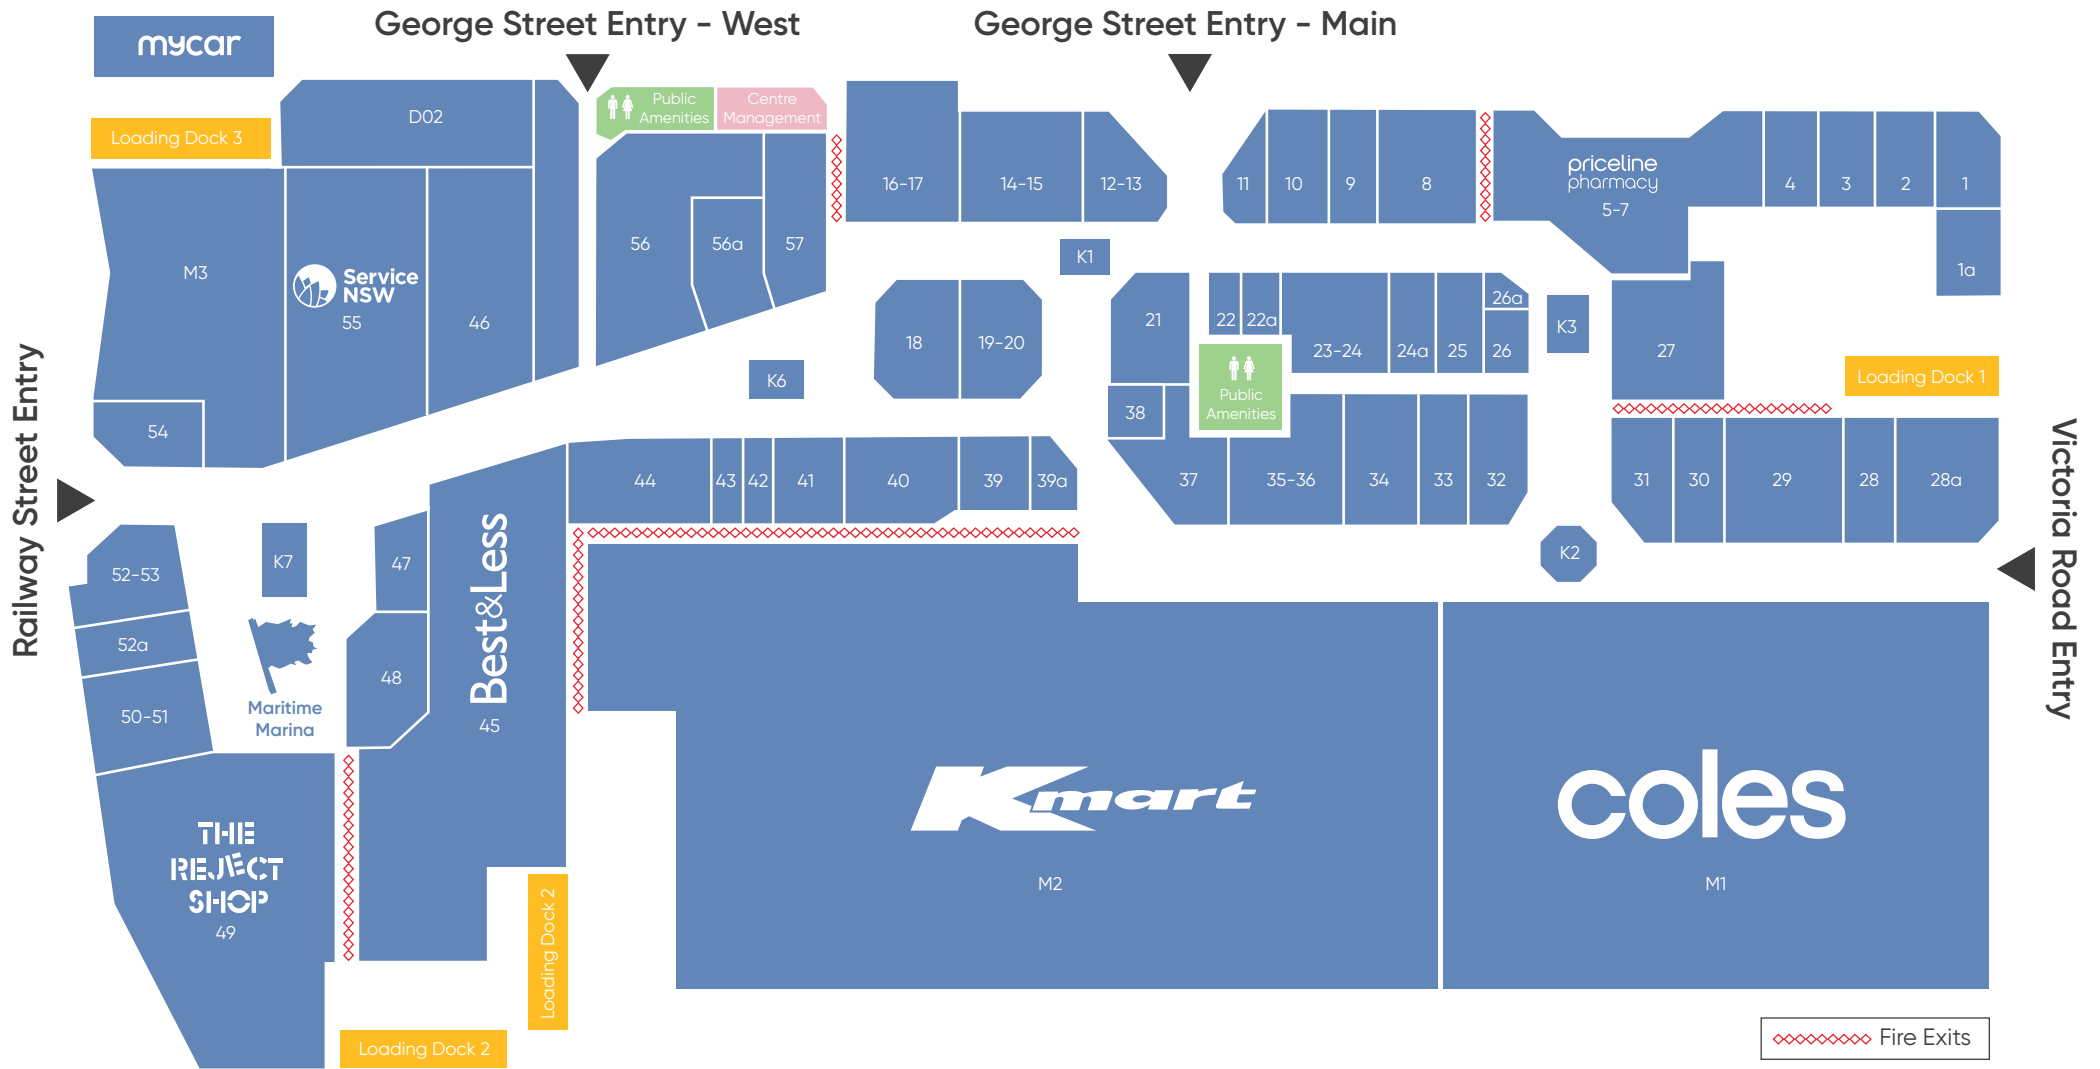 George Street Entry - West
George Street Entry - Main
mycar
Loading Dock 3
D02
Public
Amenities
Centre
Management
16-17
14-15
12-13
11
10
9
8
priceline
pharmacy
5-7
4
3
2
1
1a
M3
Service
NSW
55
46
56
56a
57
K1
18
19-20
K6
21
22
22a
23-24
24a
25
26a
26
K3
27
Loading Dock 1
Public
Amenities
38
54
Railway Street Entry
Victoria Road Entry
44
43
42
41
40
39
39a
37
35-36
34
33
32
31
30
29
28
28a
K2
52-53
52a
50-51
K7
Maritime
Marina
47
48
Best&Less
45
THE
REJECT
SHOP
49
Kmart
M2
coles
M1
Loading Dock 2
Loading Dock 2
Fire Exits